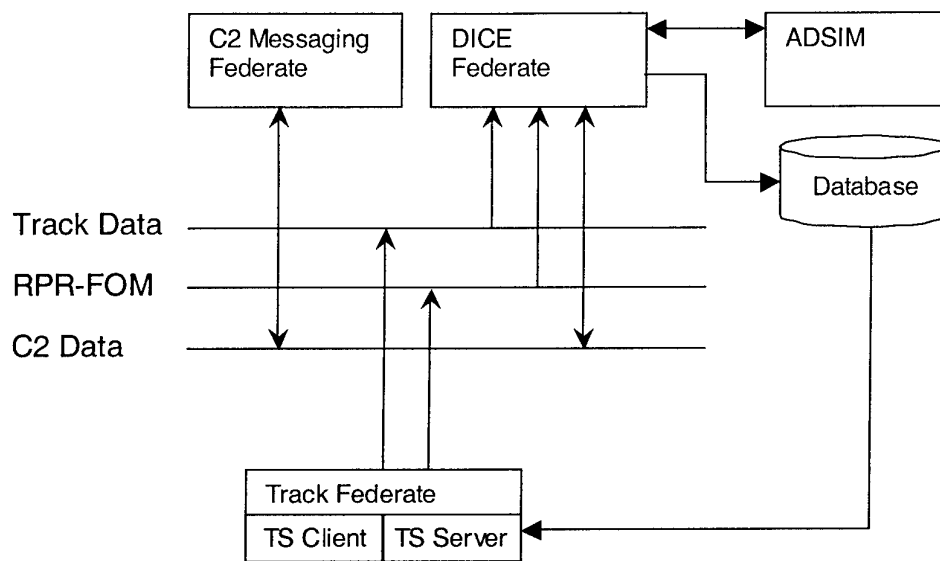 C2 Messaging
Federate
DICE
Federate
ADSIM
Database
Track Data
RPR-FOM
C2 Data
Track Federate
TS Client
TS Server